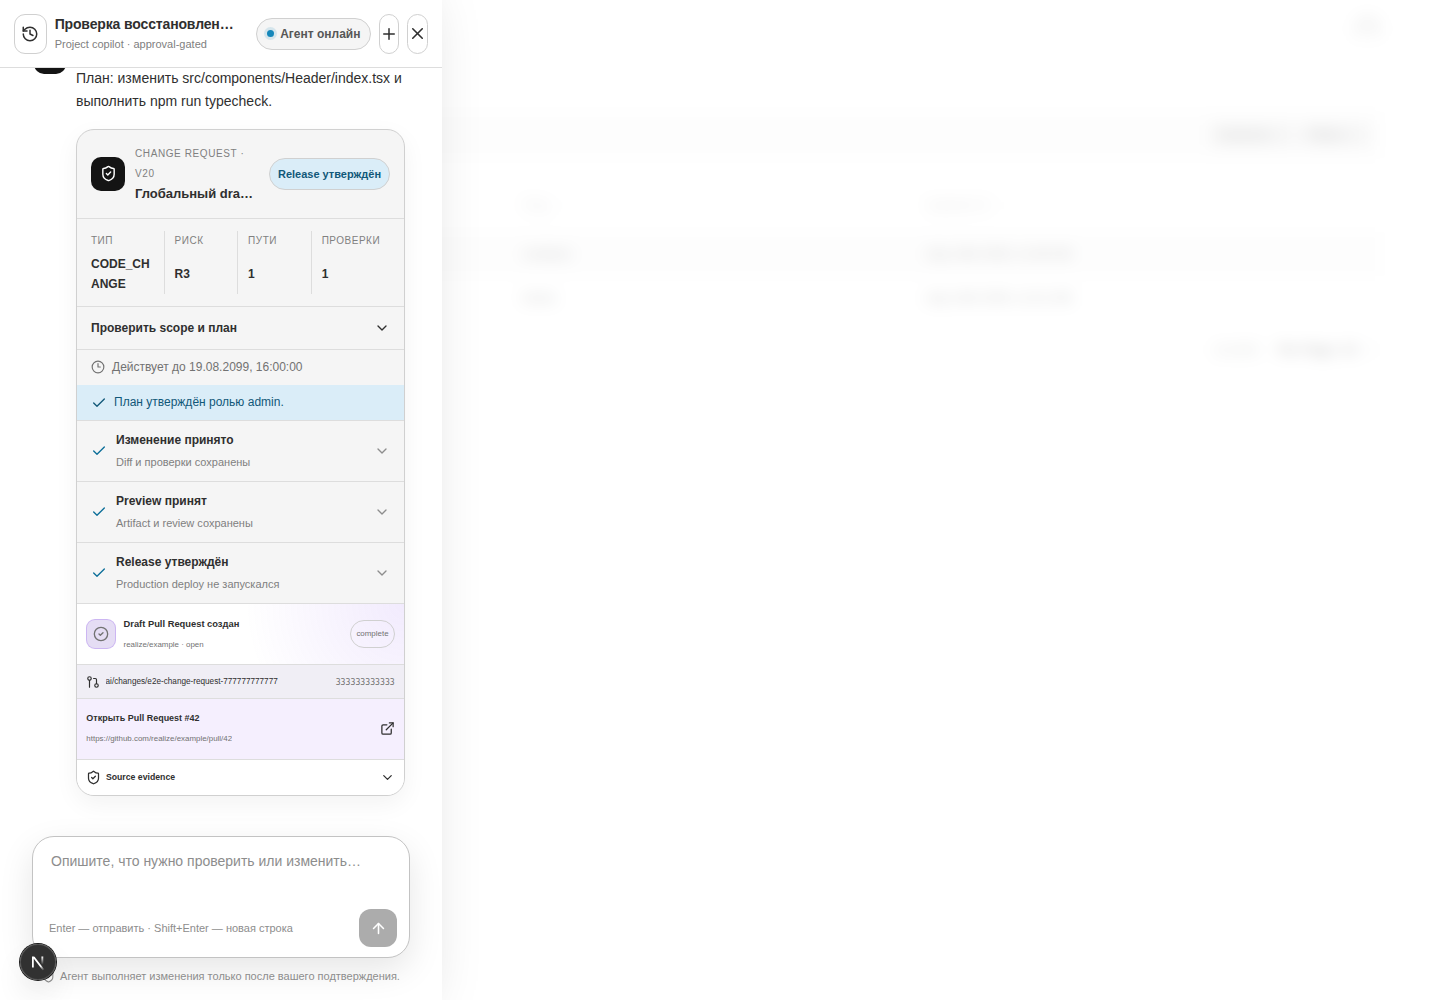 Проверка восстановлен…
Project copilot · approval-gated
Агент онлайн
План: изменить src/components/Header/index.tsx и
выполнить npm run typecheck.
CHANGE REQUEST ·
V20
Глобальный dra…
Release утверждён
ТИП
РИСК
ПУТИ
ПРОВЕРКИ
CODE_CH
ANGE
R3
1
1
Проверить scope и план
Действует до 19.08.2099, 16:00:00
План утверждён ролью admin.
Изменение принято
Diff и проверки сохранены
Preview принят
Artifact и review сохранены
Release утверждён
Production deploy не запускался
Draft Pull Request создан
realize/example · open
complete
ai/changes/e2e-change-request-777777777777
333333333333
Открыть Pull Request #42
https://github.com/realize/example/pull/42
Source evidence
Опишите, что нужно проверить или изменить…
Enter — отправить · Shift+Enter — новая строка
N
Агент выполняет изменения только после вашего подтверждения.